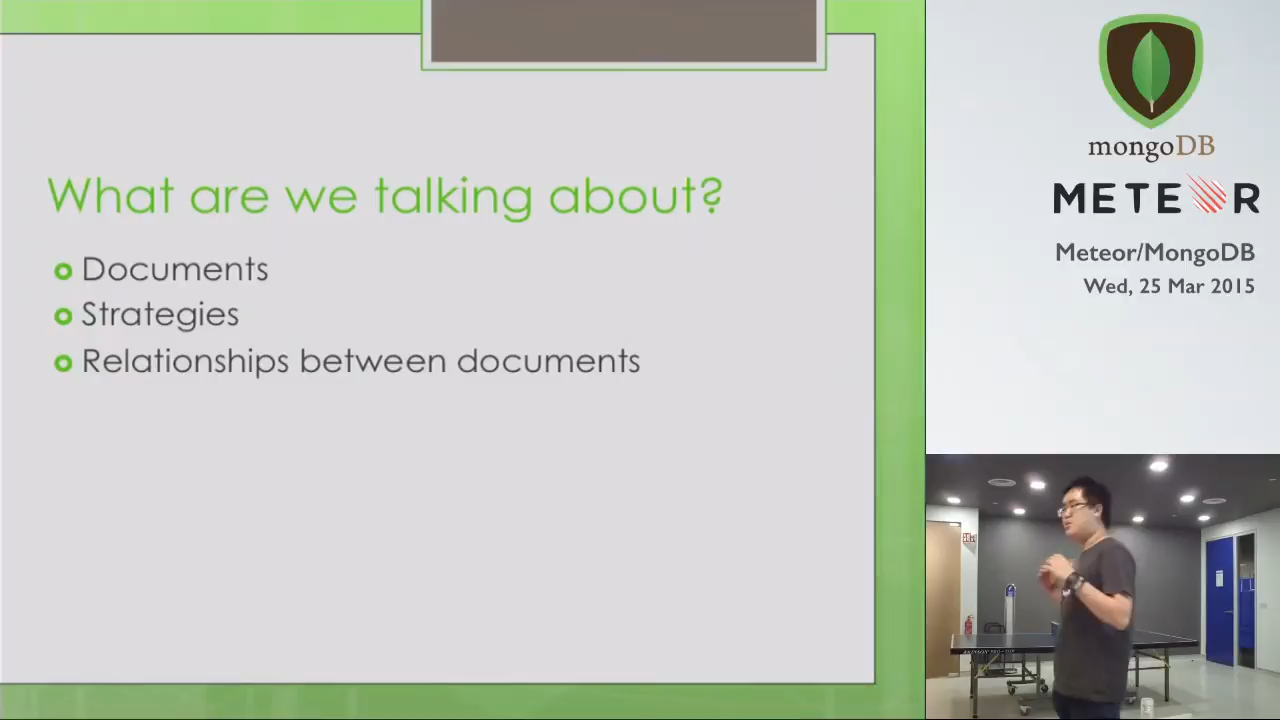 What are we talking about?
Documents
Strategies
Relationships between documents
mongoDB
METEOR
Meteor/MongoDB
Wed, 25 Mar 2015